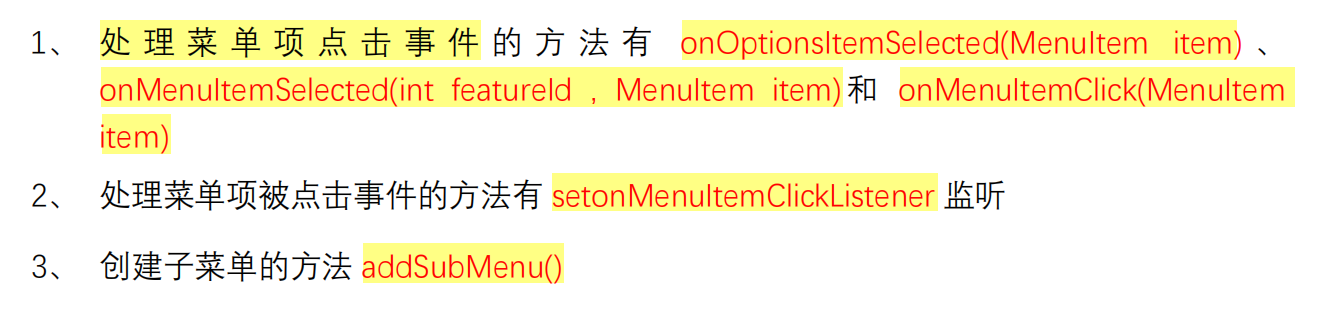 1、 处理菜单项点击事件的方法有 onOptionsItemSelected(MenuItem item)、
onMenuItemSelected(int featureId , MenuItem item)和 onMenuItemClick(MenuItem
item)
2、 处理菜单项被点击事件的方法有 setonMenuItemClickListener 监听
3、 创建子菜单的方法 addSubMenu()